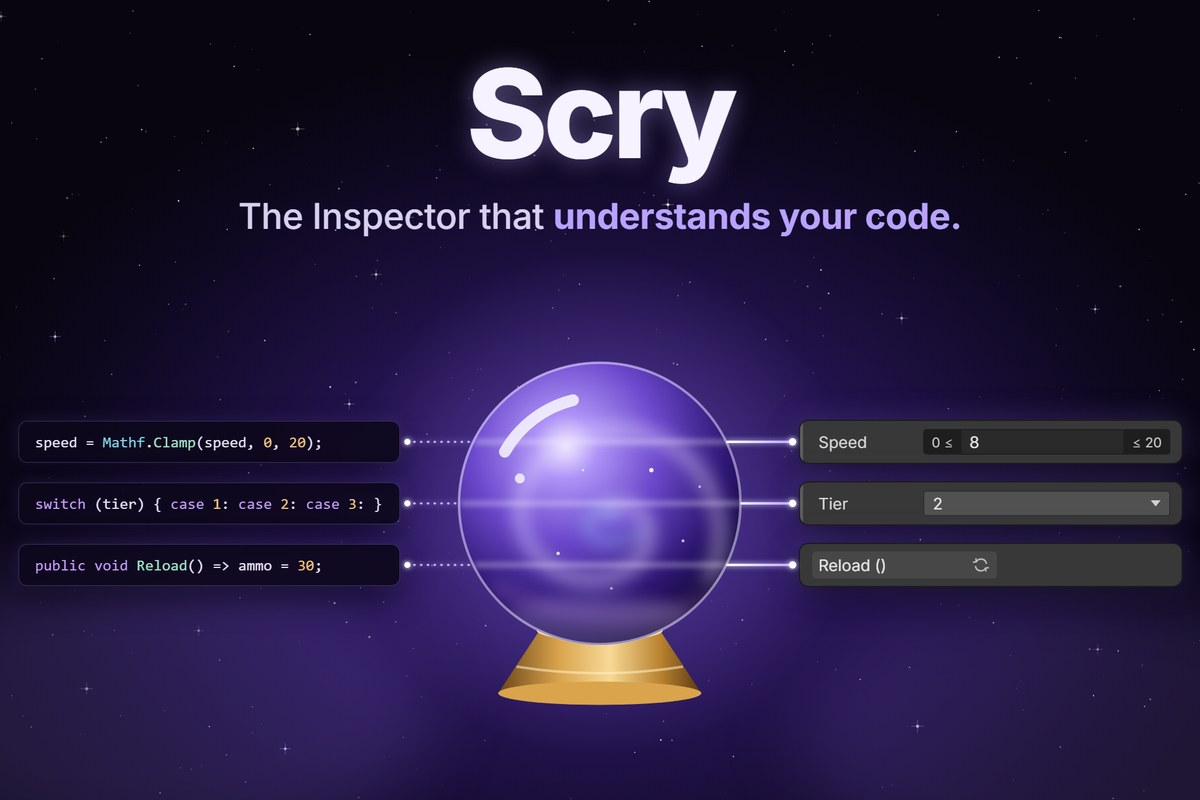 Scry
The Inspector that understands your code.
speed = Mathf.Clamp(speed, 0, 20);
Speed 0 ≤ 8 ≤ 20
switch (tier) { case 1: case 2: case 3: }
Tier 2
public void Reload() => ammo = 30;
Reload ()